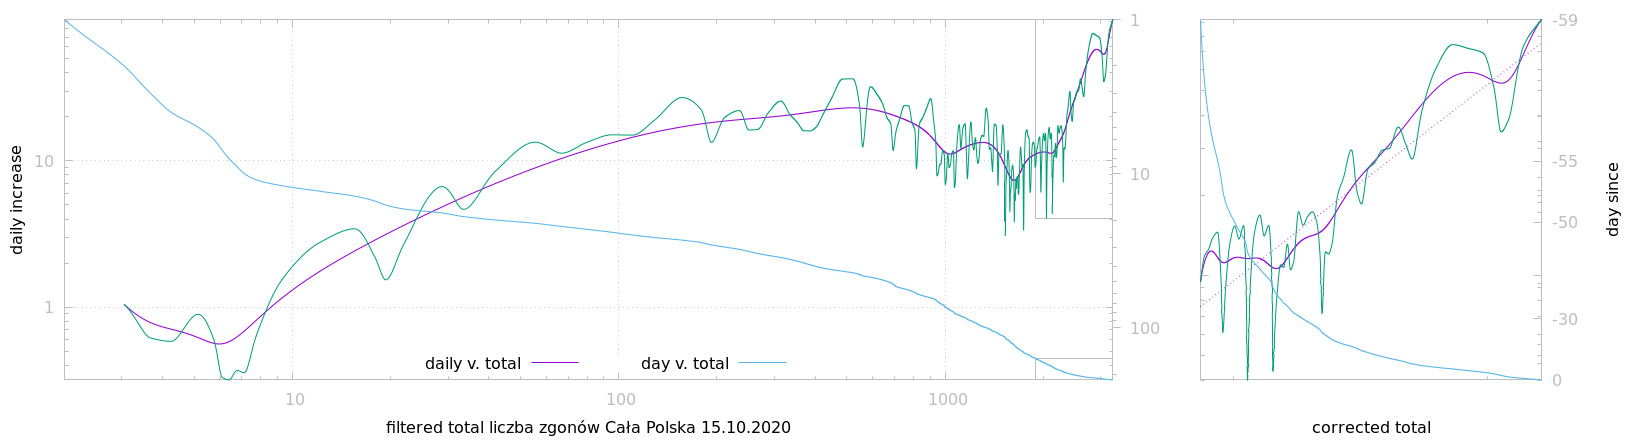 1
-59
10
-55
10
-50
daily increase
day since
1
-30
100
daily v. total
day v. total
0
10
100
1000
filtered total liczba zgonów Cała Polska 15.10.2020
corrected total